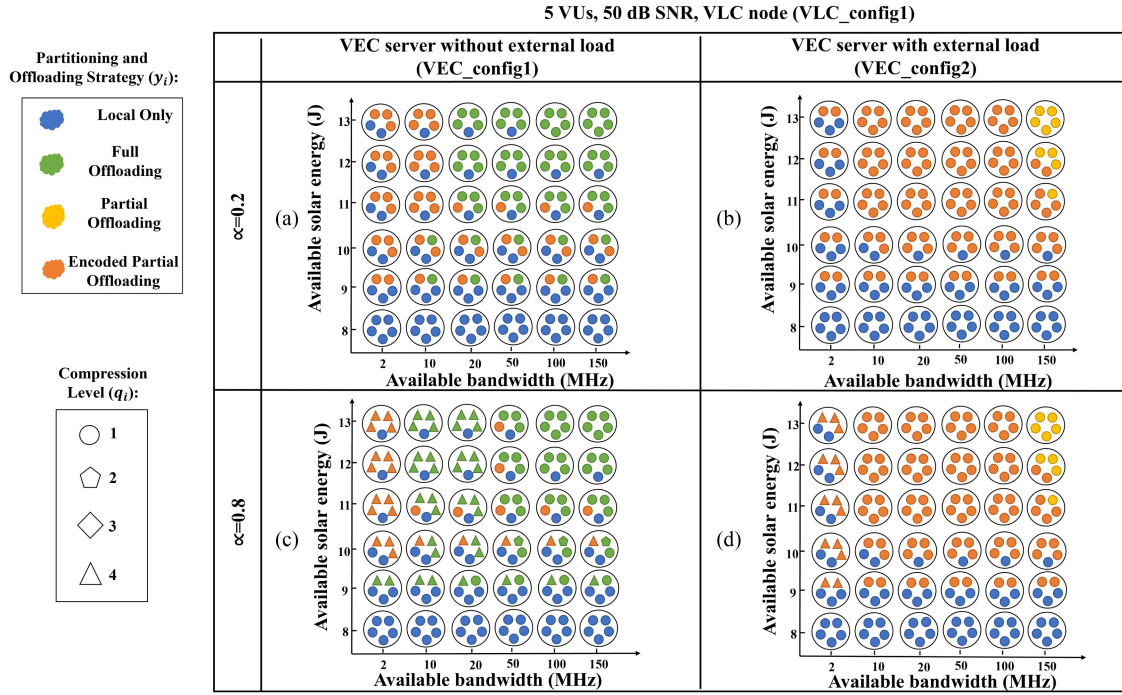 5 VUs, 50 dB SNR, VLC node (VLC_config1)
Partitioning and
Offloading Strategy (yᵢ):
Local Only
Full
Offloading
Partial
Offloading
Encoded Partial
Offloading
Compression
Level (qᵢ):
1
2
3
4
VEC server without external load
(VEC_config1)
VEC server with external load
(VEC_config2)
∝=0.2
(a)
Available solar energy (J)
13
12
11
10
9
8
2
10
20
50
100
150
Available bandwidth (MHz)
(b)
Available solar energy (J)
13
12
11
10
9
8
2
10
20
50
100
150
Available bandwidth (MHz)
∝=0.8
(c)
Available solar energy (J)
13
12
11
10
9
8
2
10
20
50
100
150
Available bandwidth (MHz)
(d)
Available solar energy (J)
13
12
11
10
9
8
2
10
20
50
100
150
Available bandwidth (MHz)